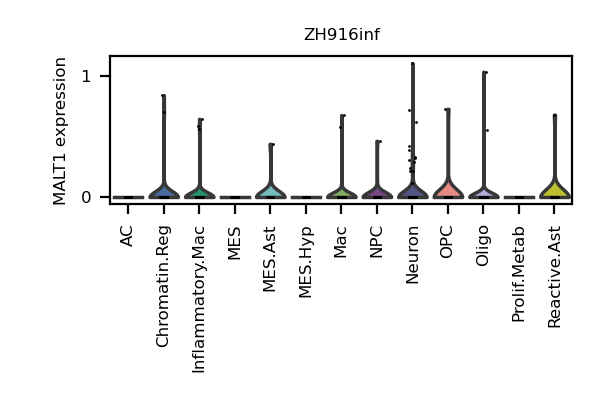 ZH916inf
MALT1 expression
1
0
AC
Chromatin.Reg
Inflammatory.Mac
MES
MES.Ast
MES.Hyp
Mac
NPC
Neuron
OPC
Oligo
Prolif.Metab
Reactive.Ast